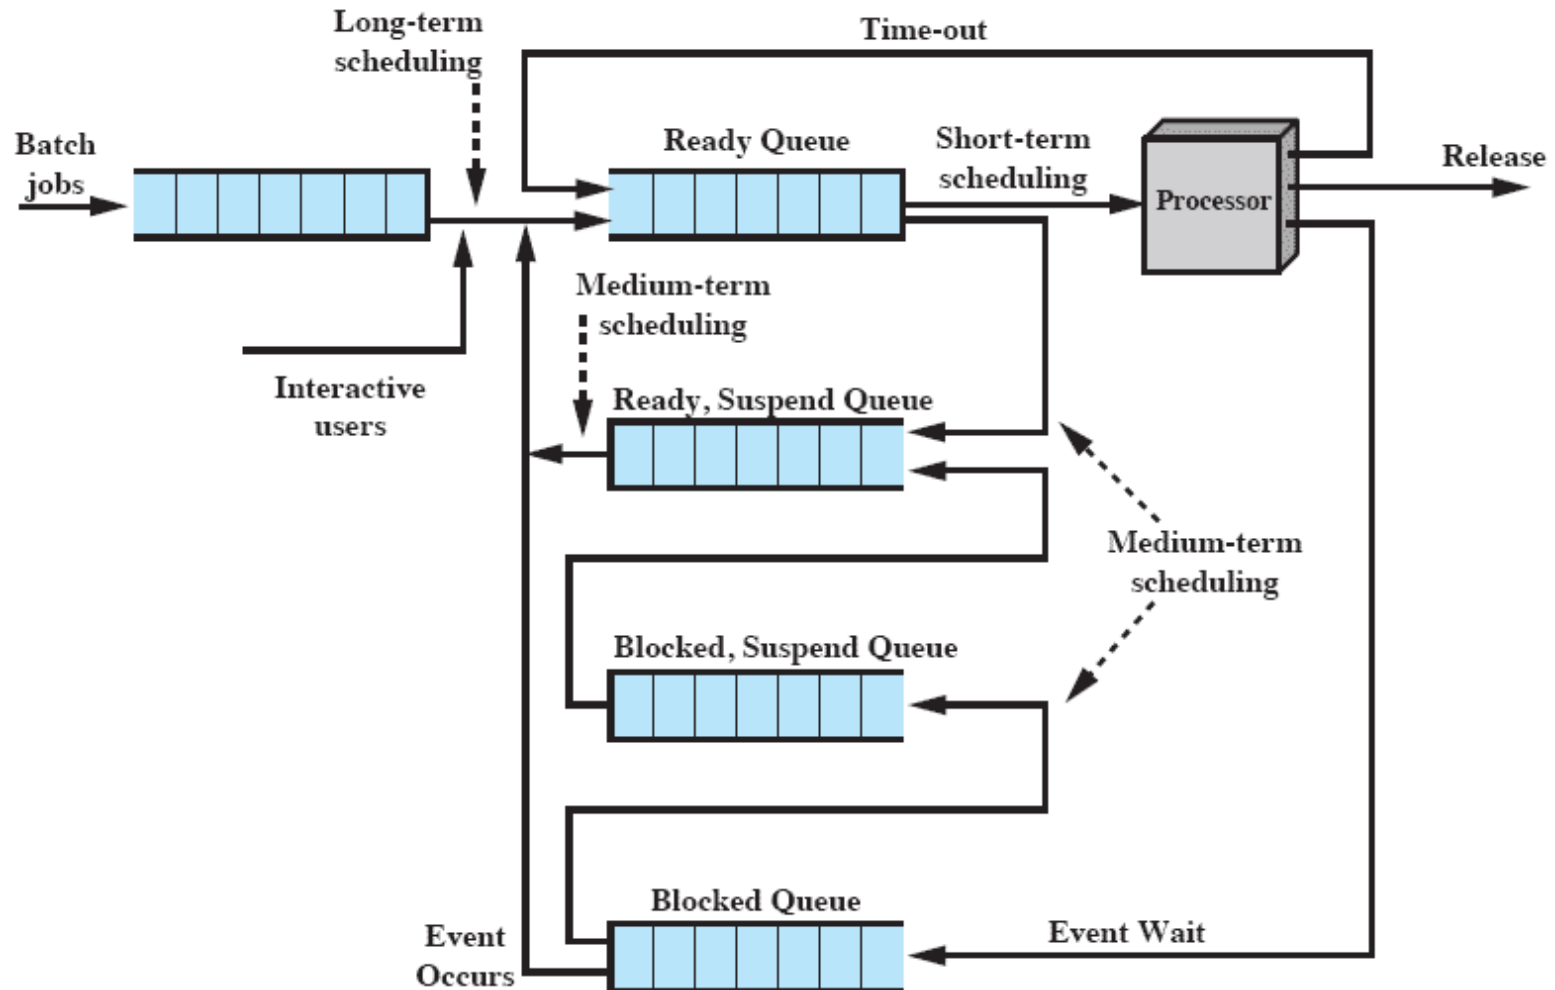 Long-term
scheduling
Time-out
Batch
jobs
Ready Queue
Short-term
scheduling
Processor
Release
Medium-term
scheduling
Interactive
users
Ready, Suspend Queue
Medium-term
scheduling
Blocked, Suspend Queue
Blocked Queue
Event
Occurs
Event Wait